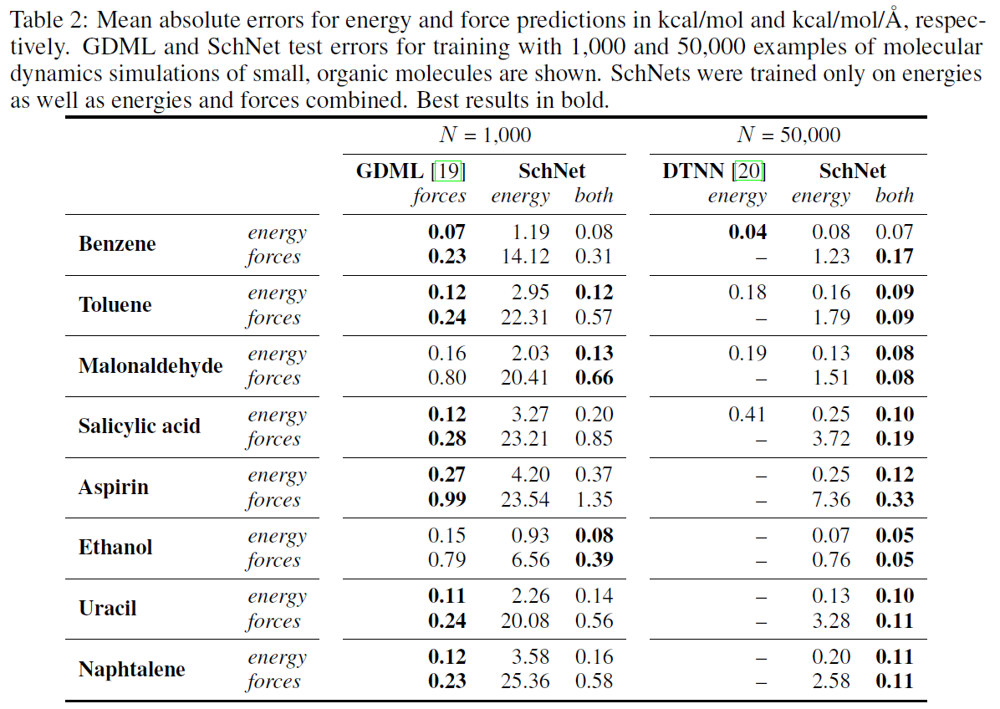 Table 2: Mean absolute errors for energy and force predictions in kcal/mol and kcal/mol/Å, respec-
tively. GDML and SchNet test errors for training with 1,000 and 50,000 examples of molecular
dynamics simulations of small, organic molecules are shown. SchNets were trained only on energies
as well as energies and forces combined. Best results in bold.
N = 1,000 N = 50,000
GDML [19] SchNet DTNN [20] SchNet
forces energy both energy energy both
Benzene
energy 0.07 1.19 0.08 0.04 0.08 0.07
forces 0.23 14.12 0.31 – 1.23 0.17
Toluene
energy 0.12 2.95 0.12 0.18 0.16 0.09
forces 0.24 22.31 0.57 – 1.79 0.09
Malonaldehyde
energy 0.16 2.03 0.13 0.19 0.13 0.08
forces 0.80 20.41 0.66 – 1.51 0.08
Salicylic acid
energy 0.12 3.27 0.20 0.41 0.25 0.10
forces 0.28 23.21 0.85 – 3.72 0.19
Aspirin
energy 0.27 4.20 0.37 – 0.25 0.12
forces 0.99 23.54 1.35 – 7.36 0.33
Ethanol
energy 0.15 0.93 0.08 – 0.07 0.05
forces 0.79 6.56 0.39 – 0.76 0.05
Uracil
energy 0.11 2.26 0.14 – 0.13 0.10
forces 0.24 20.08 0.56 – 3.28 0.11
Naphtalene
energy 0.12 3.58 0.16 – 0.20 0.11
forces 0.23 25.36 0.58 – 2.58 0.11